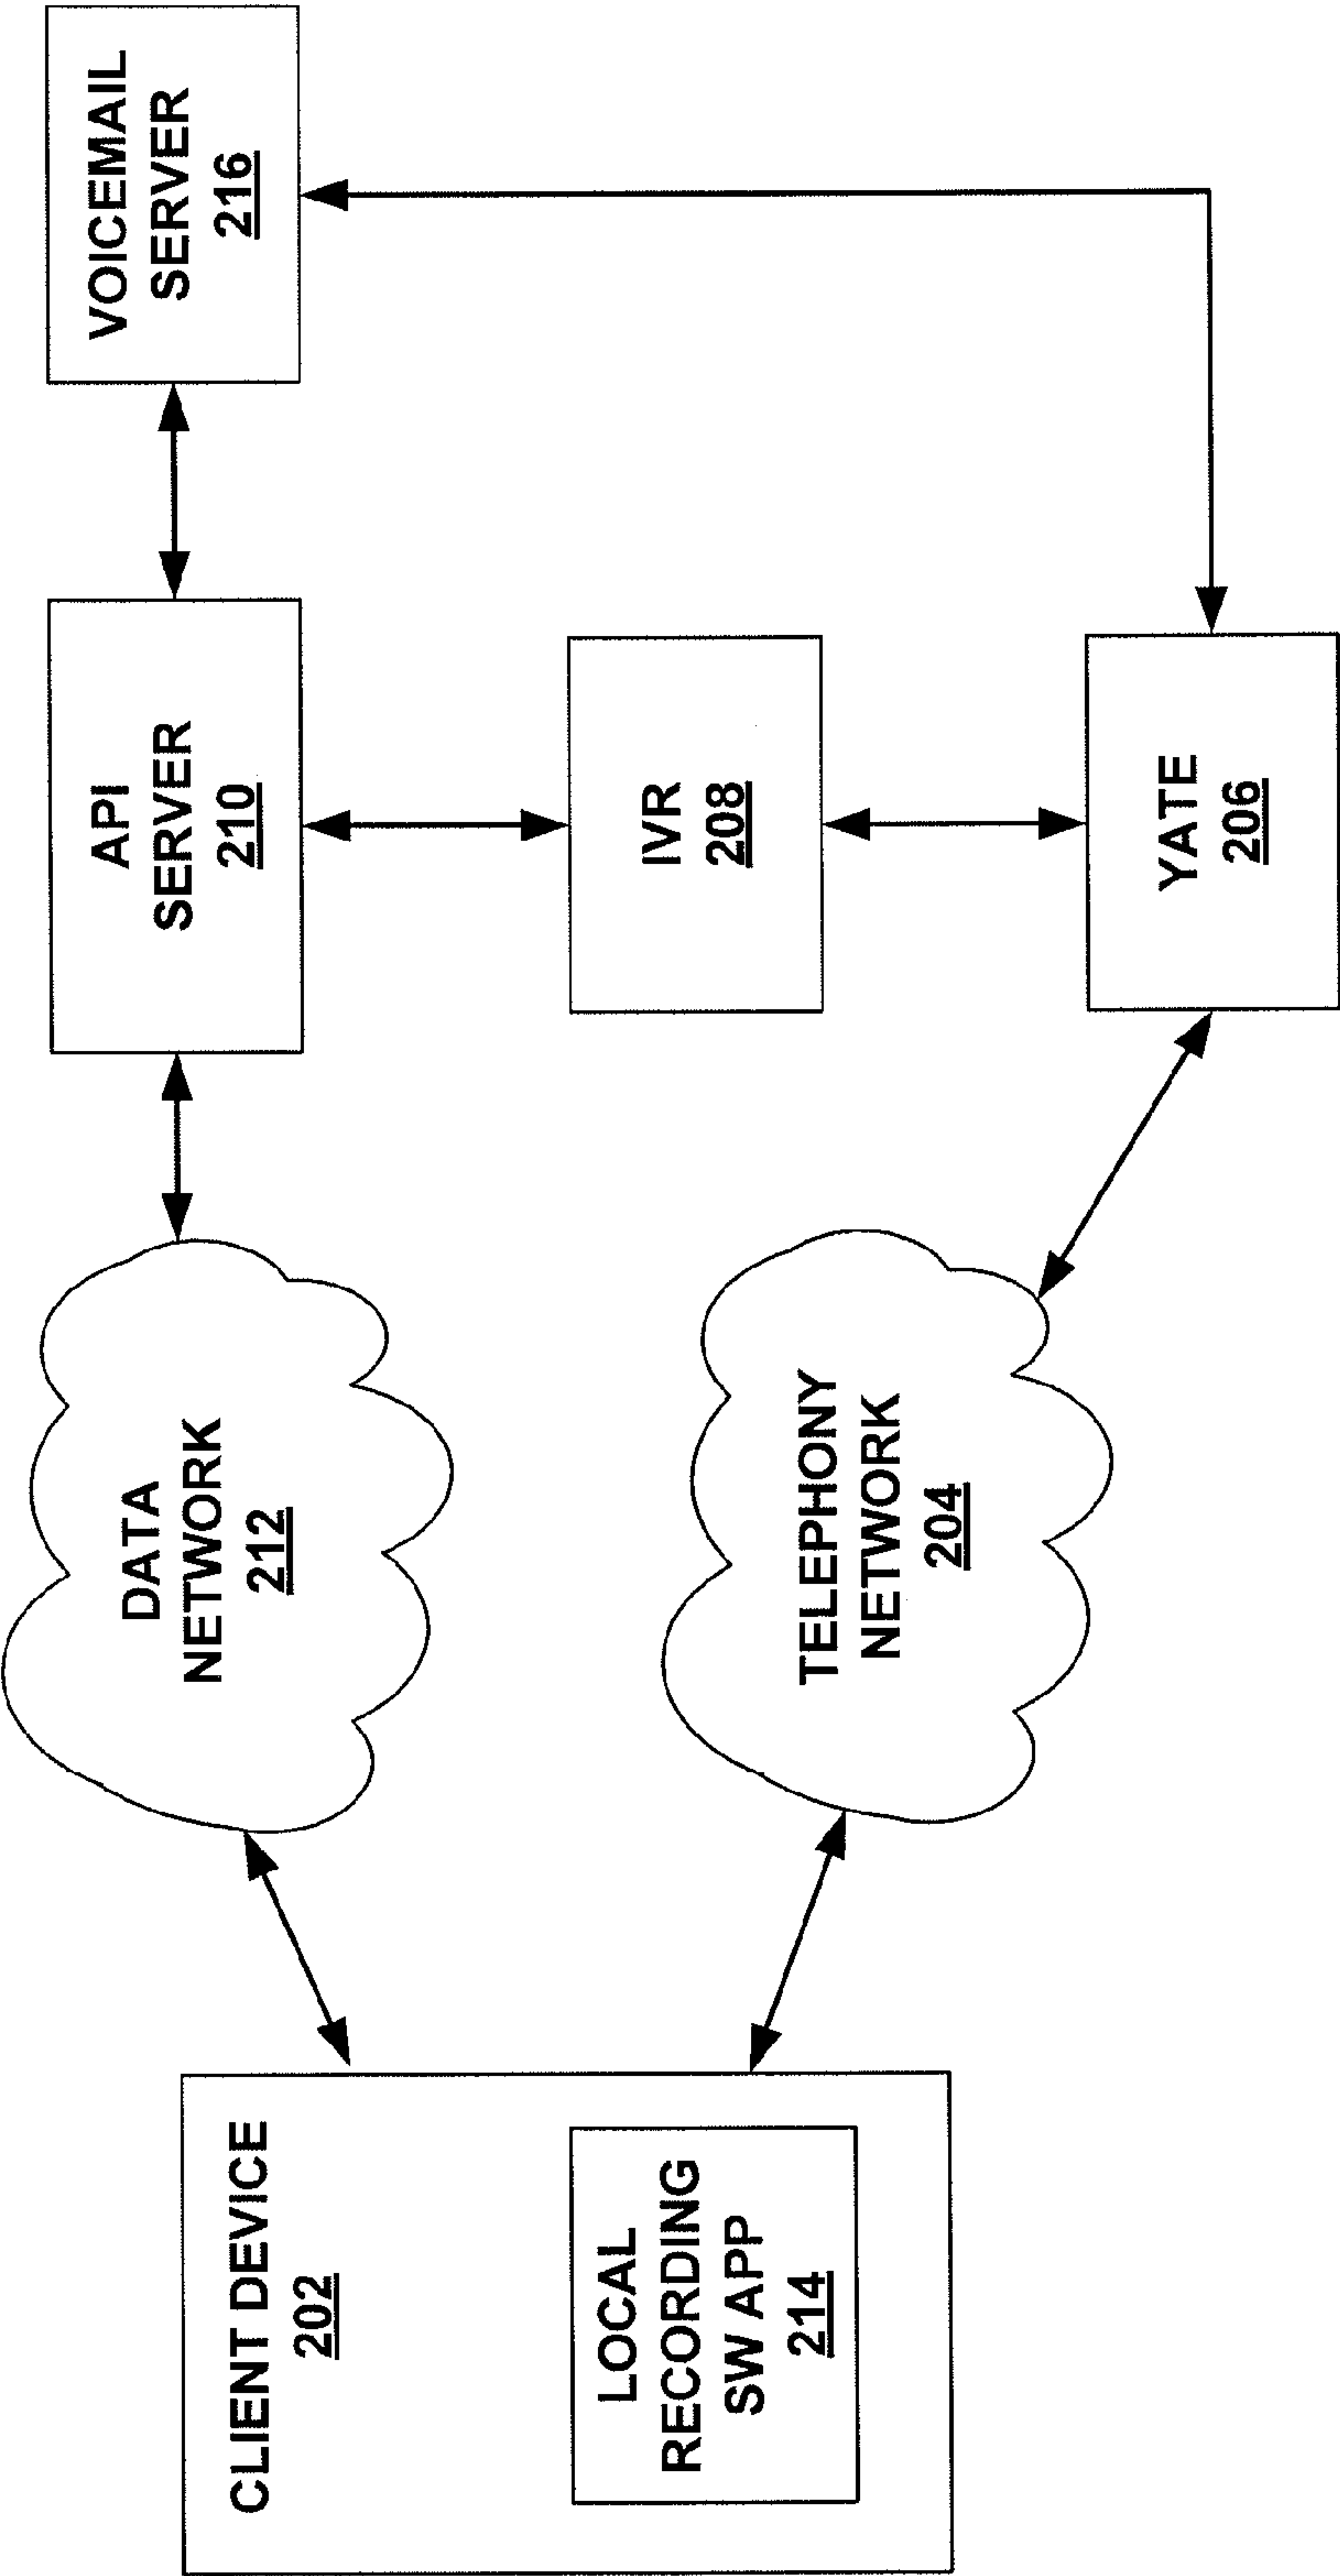 CLIENT DEVICE
202
LOCAL
RECORDING
SW APP
214
DATA
NETWORK
212
TELEPHONY
NETWORK
204
API
SERVER
210
IVR
208
YATE
206
VOICEMAIL
SERVER
216